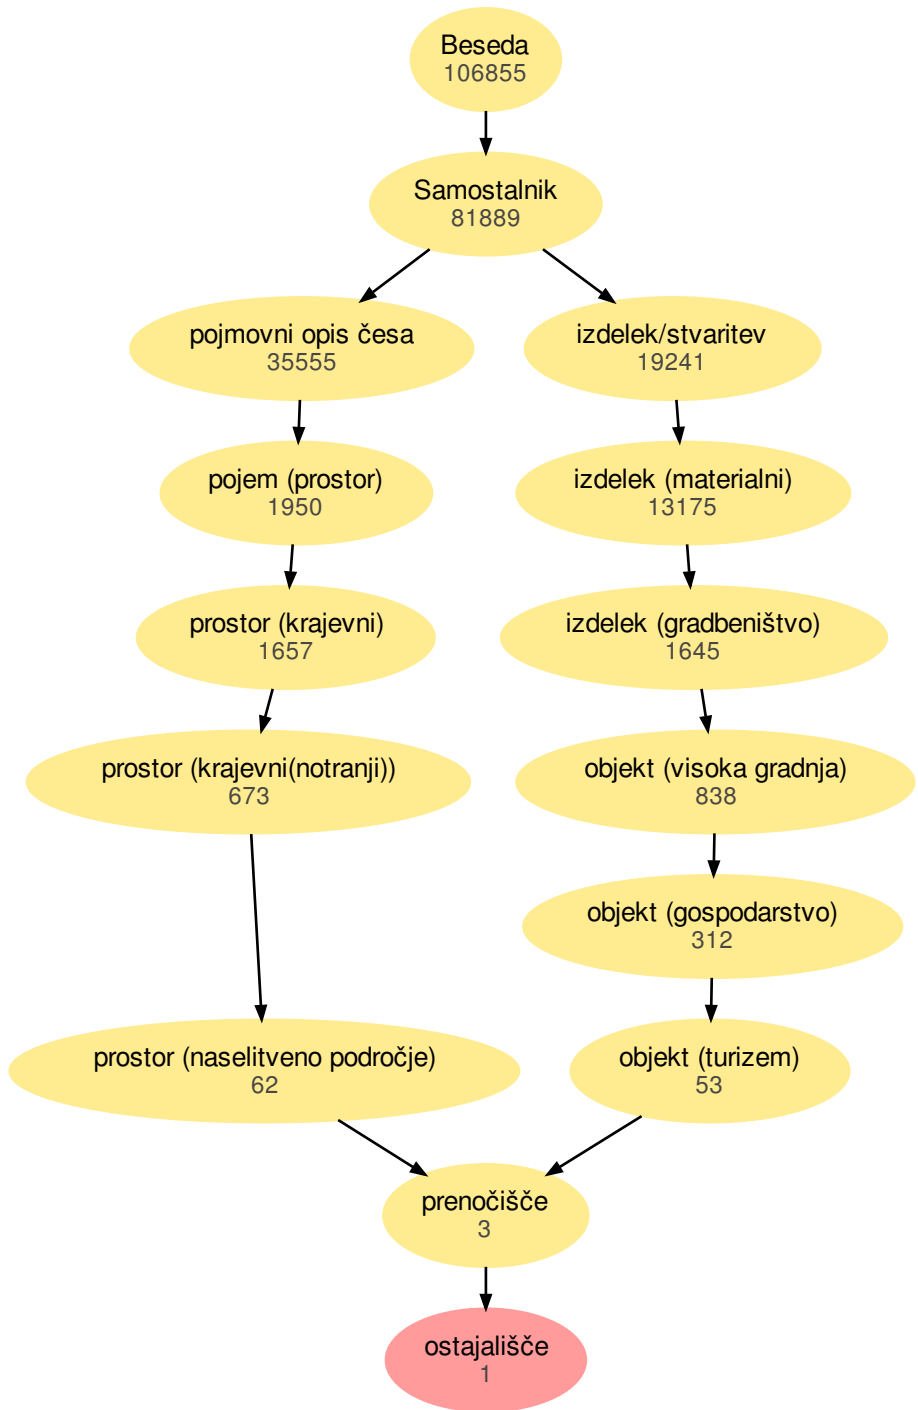 Beseda
106855
Samostalnik
81889
pojmovni opis česa
35555
izdelek/stvaritev
19241
pojem (prostor)
1950
izdelek (materialni)
13175
prostor (krajevni)
1657
izdelek (gradbeništvo)
1645
prostor (krajevni(notranji))
673
objekt (visoka gradnja)
838
objekt (gospodarstvo)
312
prostor (naselitveno področje)
62
objekt (turizem)
53
prenočišče
3
ostajališče
1